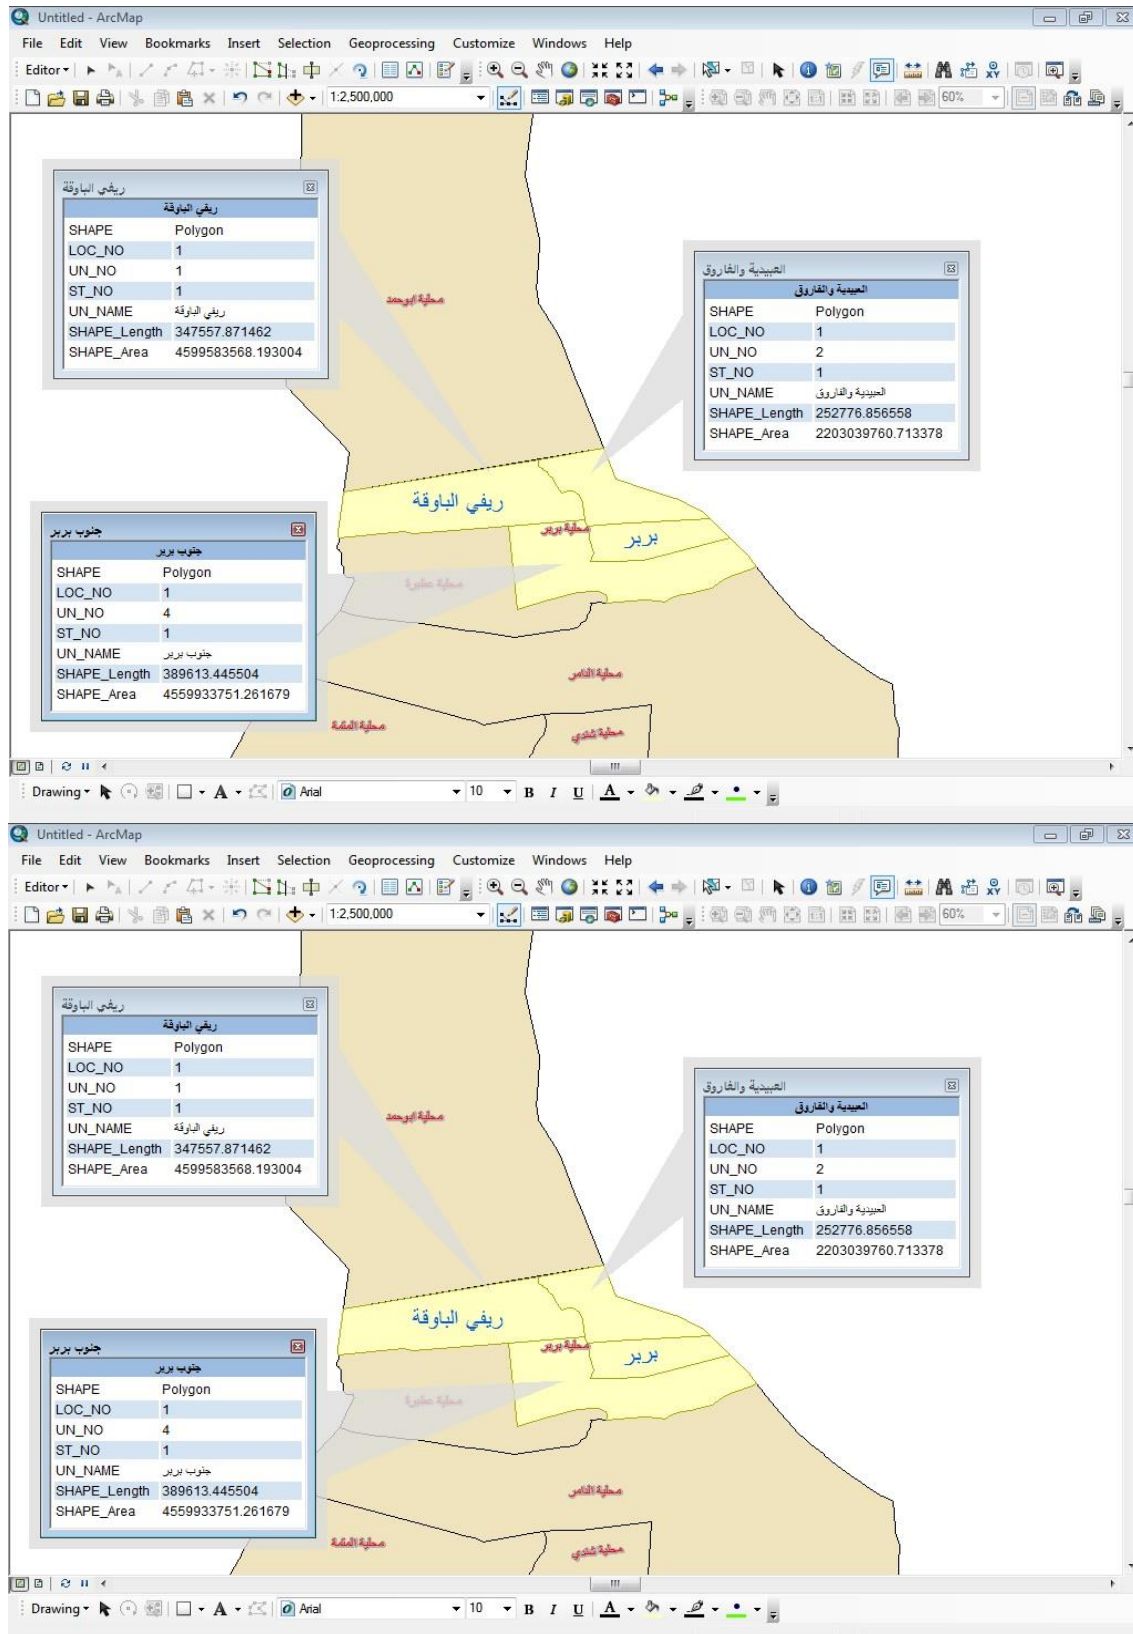 Untitled - ArcMap
File Edit View Bookmarks Insert Selection Geoprocessing Customize Windows Help
Editor
1:2,500,000
60%
ريفي الباوقة
ريفي الباوقة
SHAPE Polygon
LOC_NO 1
UN_NO 1
ST_NO 1
UN_NAME ريفي الباوقة
SHAPE_Length 347557.871462
SHAPE_Area 4599583568.193004
العبيدية والفاروق
العبيدية والفاروق
SHAPE Polygon
LOC_NO 1
UN_NO 2
ST_NO 1
UN_NAME العبيدية والفاروق
SHAPE_Length 252776.856558
SHAPE_Area 2203039760.713378
محلية ابوحمد
ريفي الباوقة
محلية بربر
بربر
جنوب بربر
جنوب بربر
SHAPE Polygon
LOC_NO 1
UN_NO 4
ST_NO 1
UN_NAME جنوب بربر
SHAPE_Length 389613.445504
SHAPE_Area 4559933751.261679
محلية عطبرة
محلية الدامر
محلية المتمة
محلية شندي
Drawing
Arial
10
B I U A
Untitled - ArcMap
File Edit View Bookmarks Insert Selection Geoprocessing Customize Windows Help
Editor
1:2,500,000
60%
ريفي الباوقة
ريفي الباوقة
SHAPE Polygon
LOC_NO 1
UN_NO 1
ST_NO 1
UN_NAME ريفي الباوقة
SHAPE_Length 347557.871462
SHAPE_Area 4599583568.193004
العبيدية والفاروق
العبيدية والفاروق
SHAPE Polygon
LOC_NO 1
UN_NO 2
ST_NO 1
UN_NAME العبيدية والفاروق
SHAPE_Length 252776.856558
SHAPE_Area 2203039760.713378
محلية ابوحمد
ريفي الباوقة
محلية بربر
بربر
جنوب بربر
جنوب بربر
SHAPE Polygon
LOC_NO 1
UN_NO 4
ST_NO 1
UN_NAME جنوب بربر
SHAPE_Length 389613.445504
SHAPE_Area 4559933751.261679
محلية عطبرة
محلية الدامر
محلية المتمة
محلية شندي
Drawing
Arial
10
B I U A